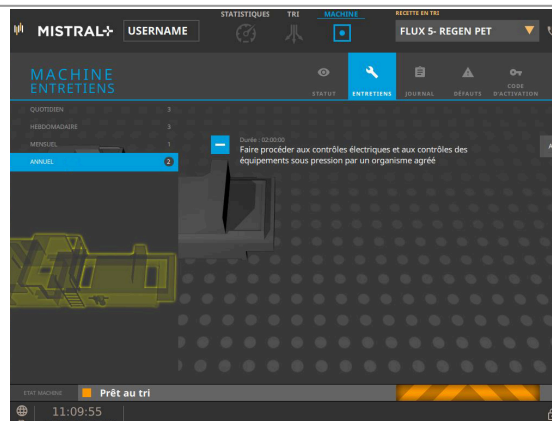 STATISTIQUES TRI MACHINE RECETTE EN TRI
MISTRAL+ USERNAME FLUX 5- REGEN PET
MACHINE
ENTRETIENS
STATUT ENTRETIENS JOURNAL DÉFAUTS CODE D'ACTIVATION
QUOTIDIEN 3
HEBDOMADAIRE 3
MENSUEL 1
ANNUEL 2
Durée : 02:00:00
Faire procéder aux contrôles électriques et aux contrôles des
équipements sous pression par un organisme agréé
ETAT MACHINE Prêt au tri
11:09:55